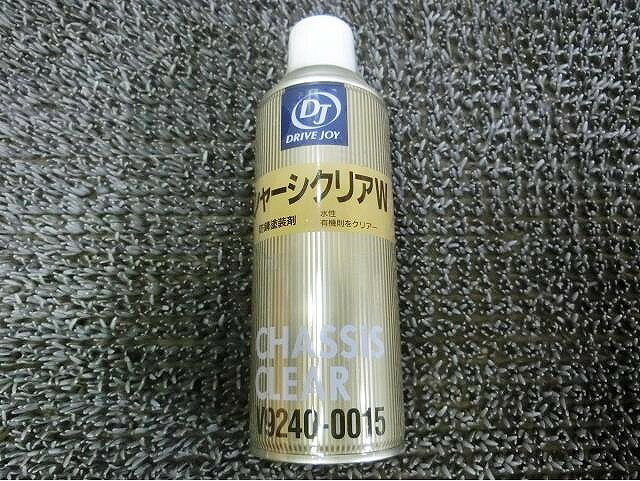 DJ
DRIVE JOY
シャーシクリアW
防錆塗装剤
水性
有機則をクリアー
CHASSIS
CLEAR
V9240-0015